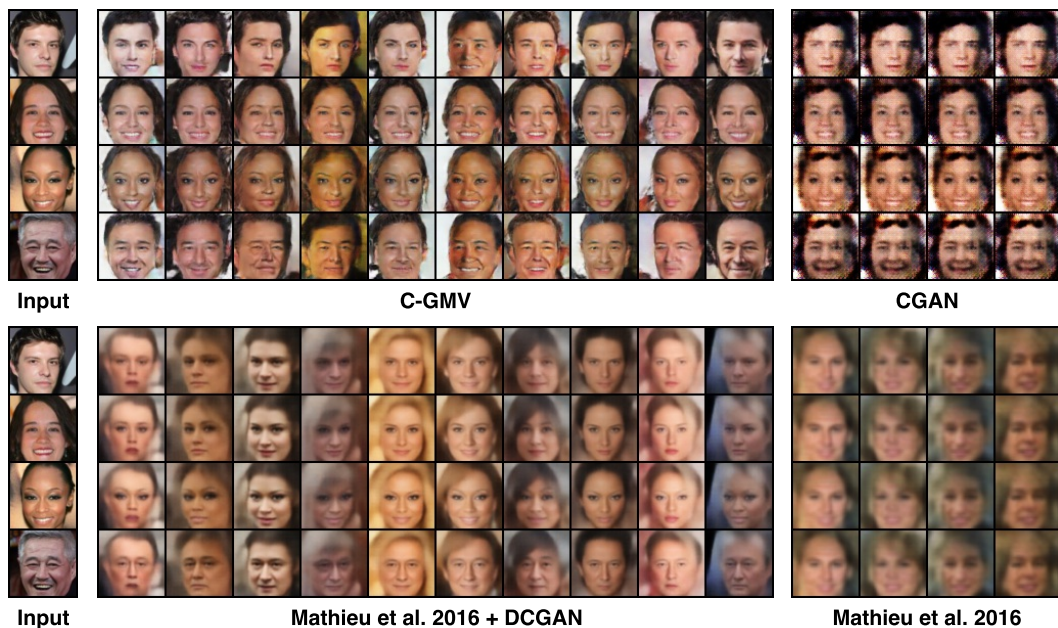 Input
C-GMV
CGAN
Input
Mathieu et al. 2016 + DCGAN
Mathieu et al. 2016